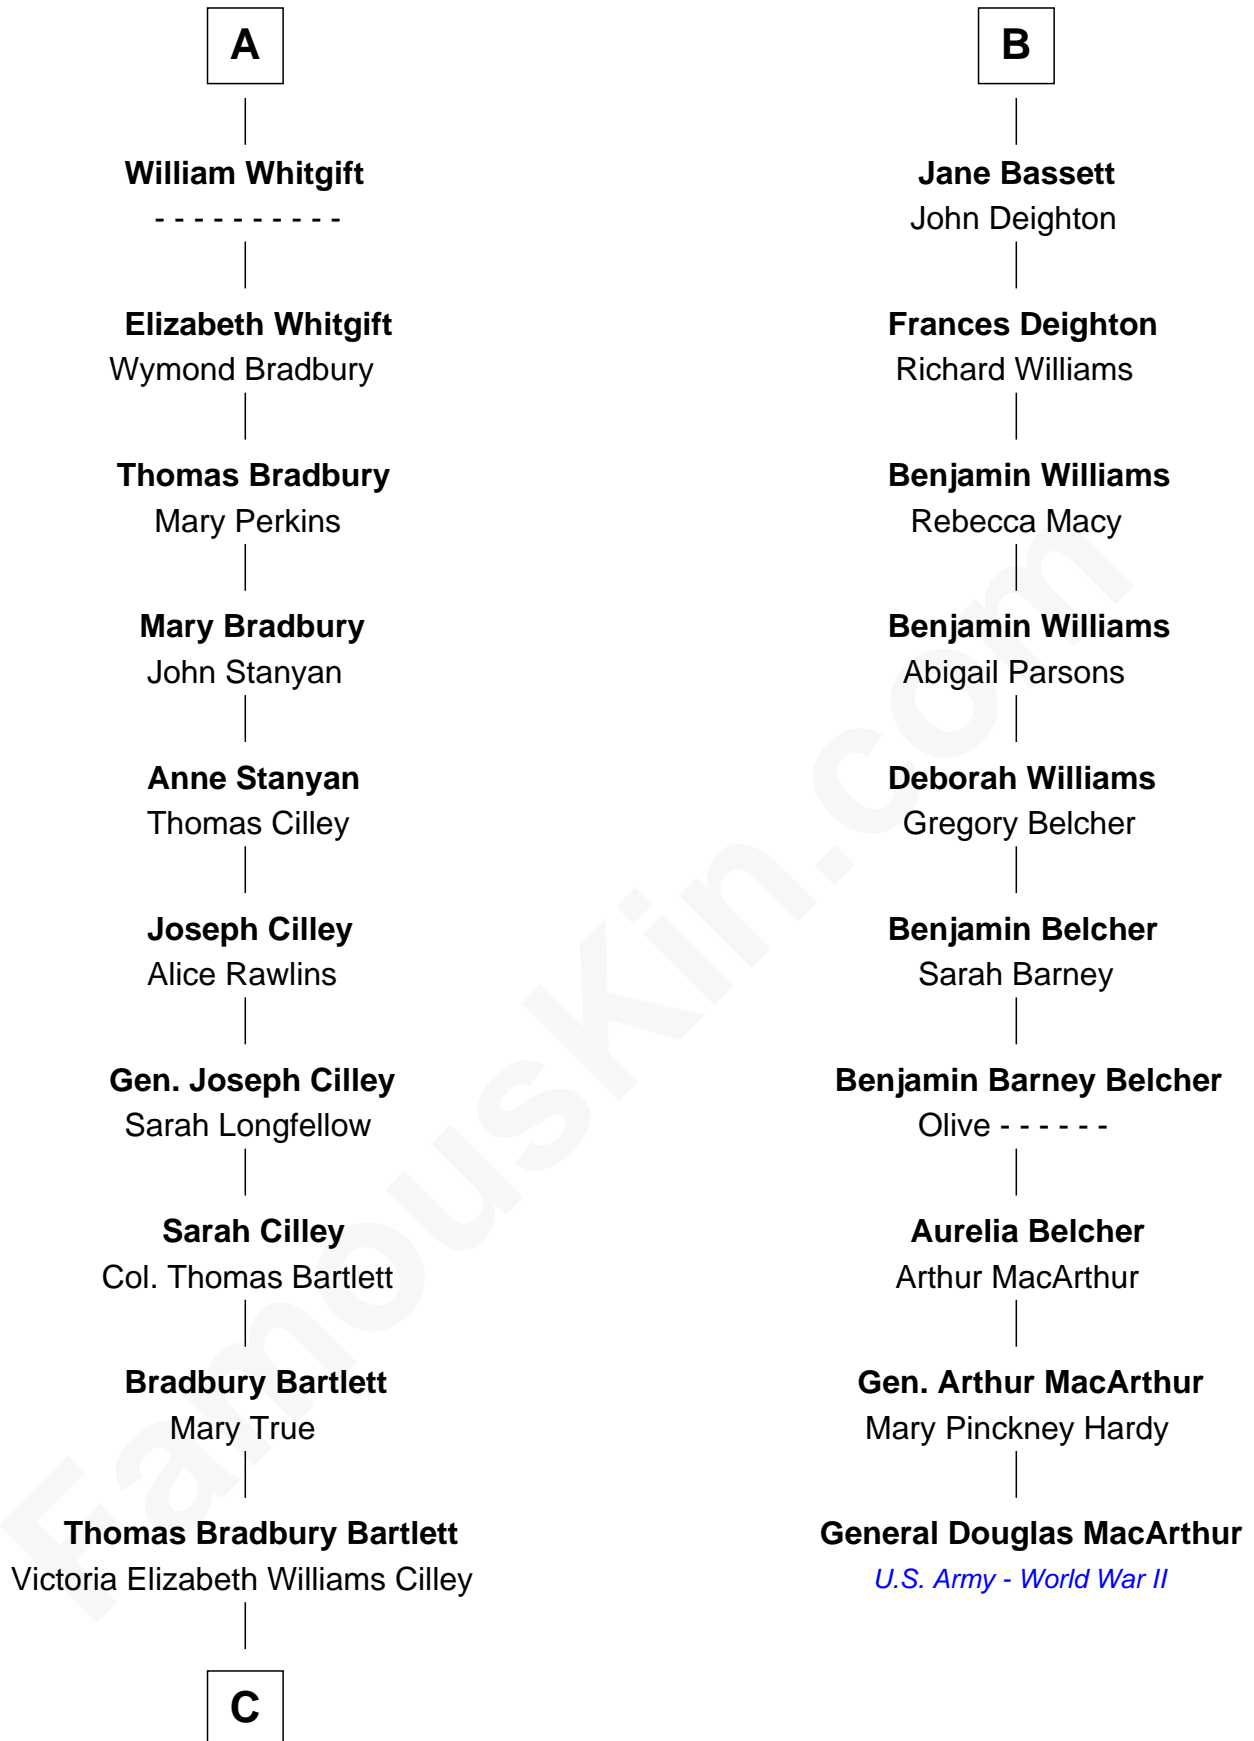 A
William Whitgift
- - - - - - - - - -
Elizabeth Whitgift
Wymond Bradbury
Thomas Bradbury
Mary Perkins
Mary Bradbury
John Stanyan
Anne Stanyan
Thomas Cilley
Joseph Cilley
Alice Rawlins
Gen. Joseph Cilley
Sarah Longfellow
Sarah Cilley
Col. Thomas Bartlett
Bradbury Bartlett
Mary True
Thomas Bradbury Bartlett
Victoria Elizabeth Williams Cilley
C
B
Jane Bassett
John Deighton
Frances Deighton
Richard Williams
Benjamin Williams
Rebecca Macy
Benjamin Williams
Abigail Parsons
Deborah Williams
Gregory Belcher
Benjamin Belcher
Sarah Barney
Benjamin Barney Belcher
Olive - - - - - -
Aurelia Belcher
Arthur MacArthur
Gen. Arthur MacArthur
Mary Pinckney Hardy
General Douglas MacArthur
U.S. Army - World War II
FamousKin.com